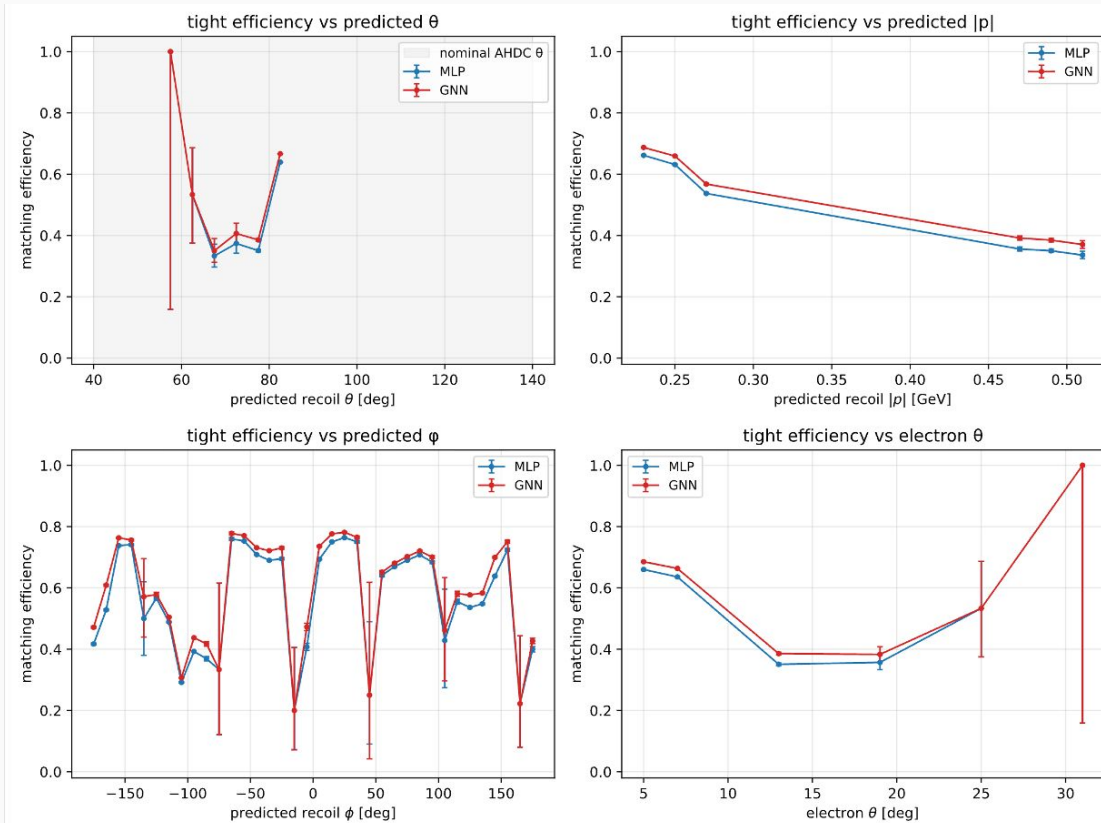 tight efficiency vs predicted θ
matching efficiency
1.0
0.8
0.6
0.4
0.2
0.0
nominal AHDC θ
MLP
GNN
40 60 80 100 120 140
predicted recoil θ [deg]
tight efficiency vs predicted |p|
matching efficiency
1.0
0.8
0.6
0.4
0.2
0.0
MLP
GNN
0.25 0.30 0.35 0.40 0.45 0.50
predicted recoil |p| [GeV]
tight efficiency vs predicted φ
matching efficiency
1.0
0.8
0.6
0.4
0.2
0.0
MLP
GNN
−150 −100 −50 0 50 100 150
predicted recoil ϕ [deg]
tight efficiency vs electron θ
matching efficiency
1.0
0.8
0.6
0.4
0.2
0.0
MLP
GNN
5 10 15 20 25 30
electron θ [deg]